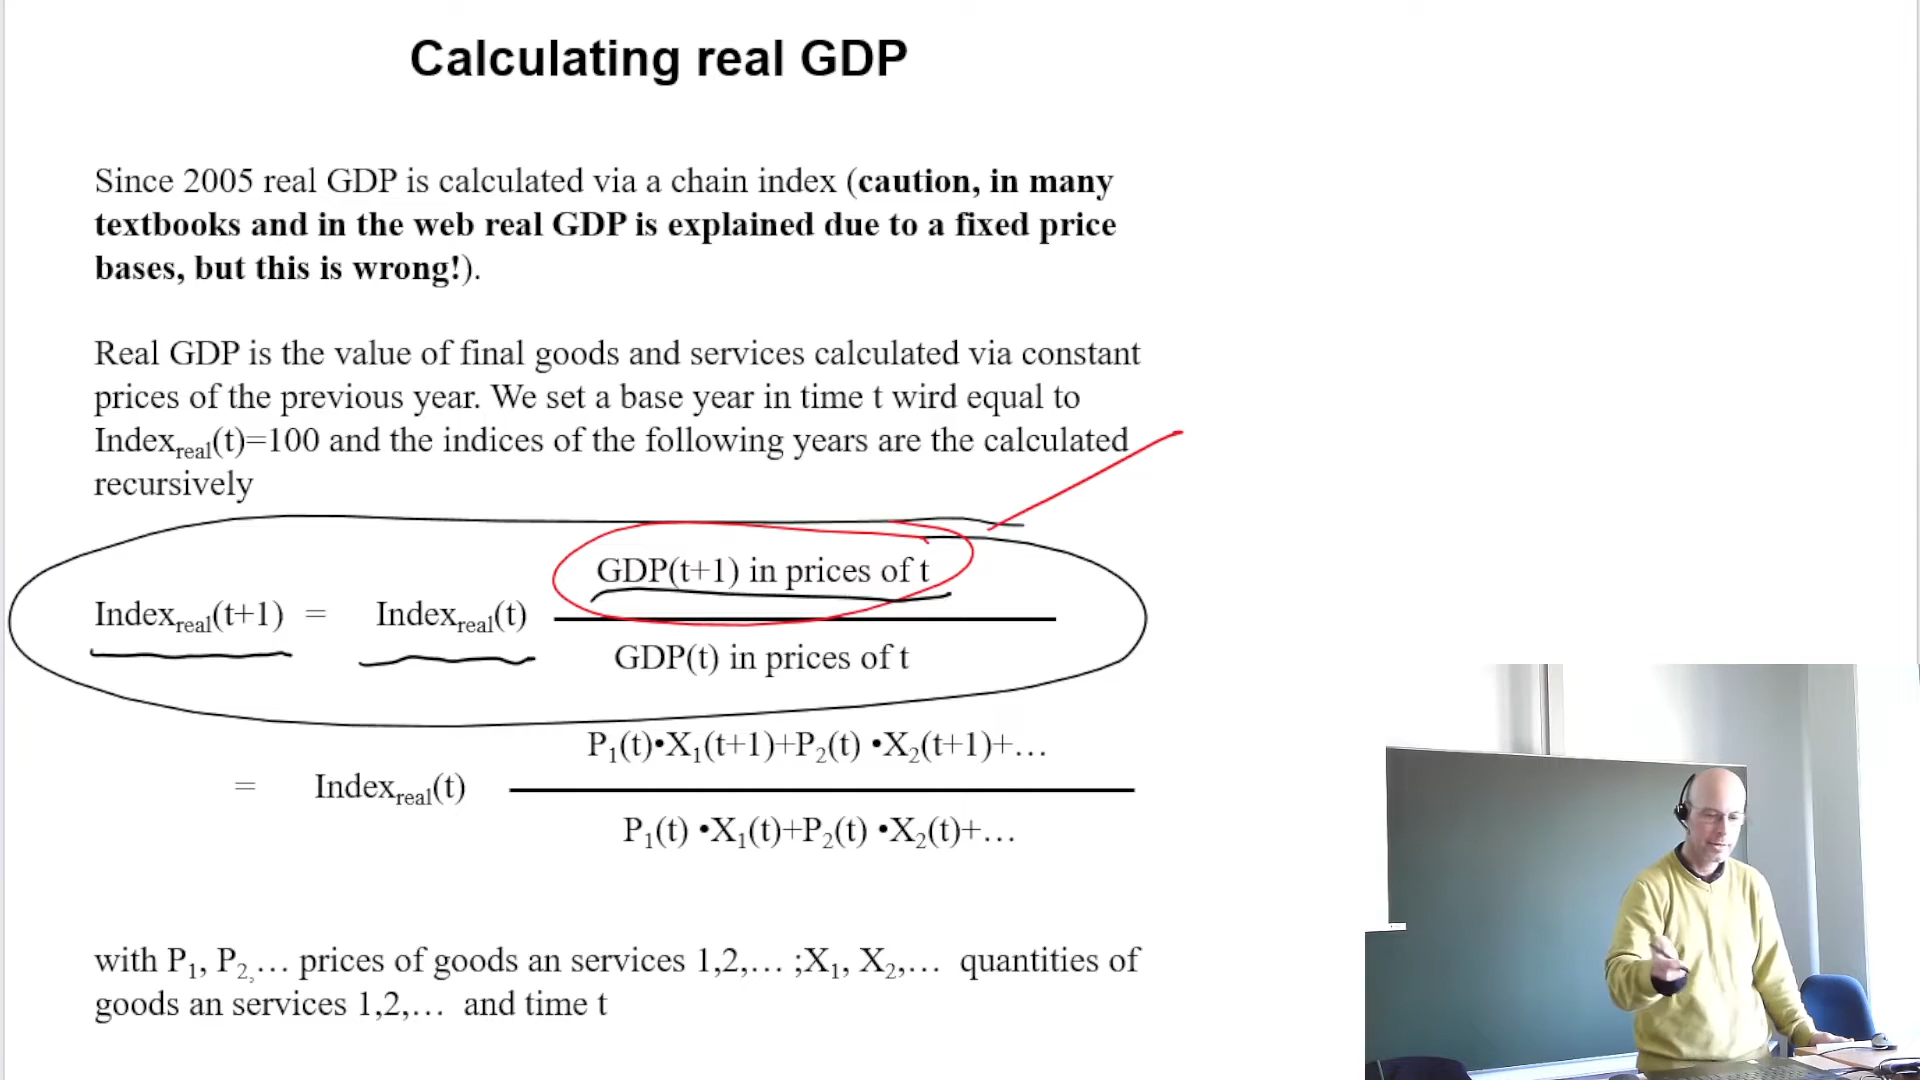 Calculating real GDP
Since 2005 real GDP is calculated via a chain index (caution, in many
textbooks and in the web real GDP is explained due to a fixed price
bases, but this is wrong!).
Real GDP is the value of final goods and services calculated via constant
prices of the previous year. We set a base year in time t wird equal to
Index_real(t)=100 and the indices of the following years are the calculated
recursively
GDP(t+1) in prices of t
Index_real(t+1) = Index_real(t)
GDP(t) in prices of t
P₁(t)•X₁(t+1)+P₂(t) •X₂(t+1)+…
= Index_real(t)
P₁(t) •X₁(t)+P₂(t) •X₂(t)+…
with P₁, P₂,… prices of goods an services 1,2,… ;X₁, X₂,… quantities of
goods an services 1,2,… and time t